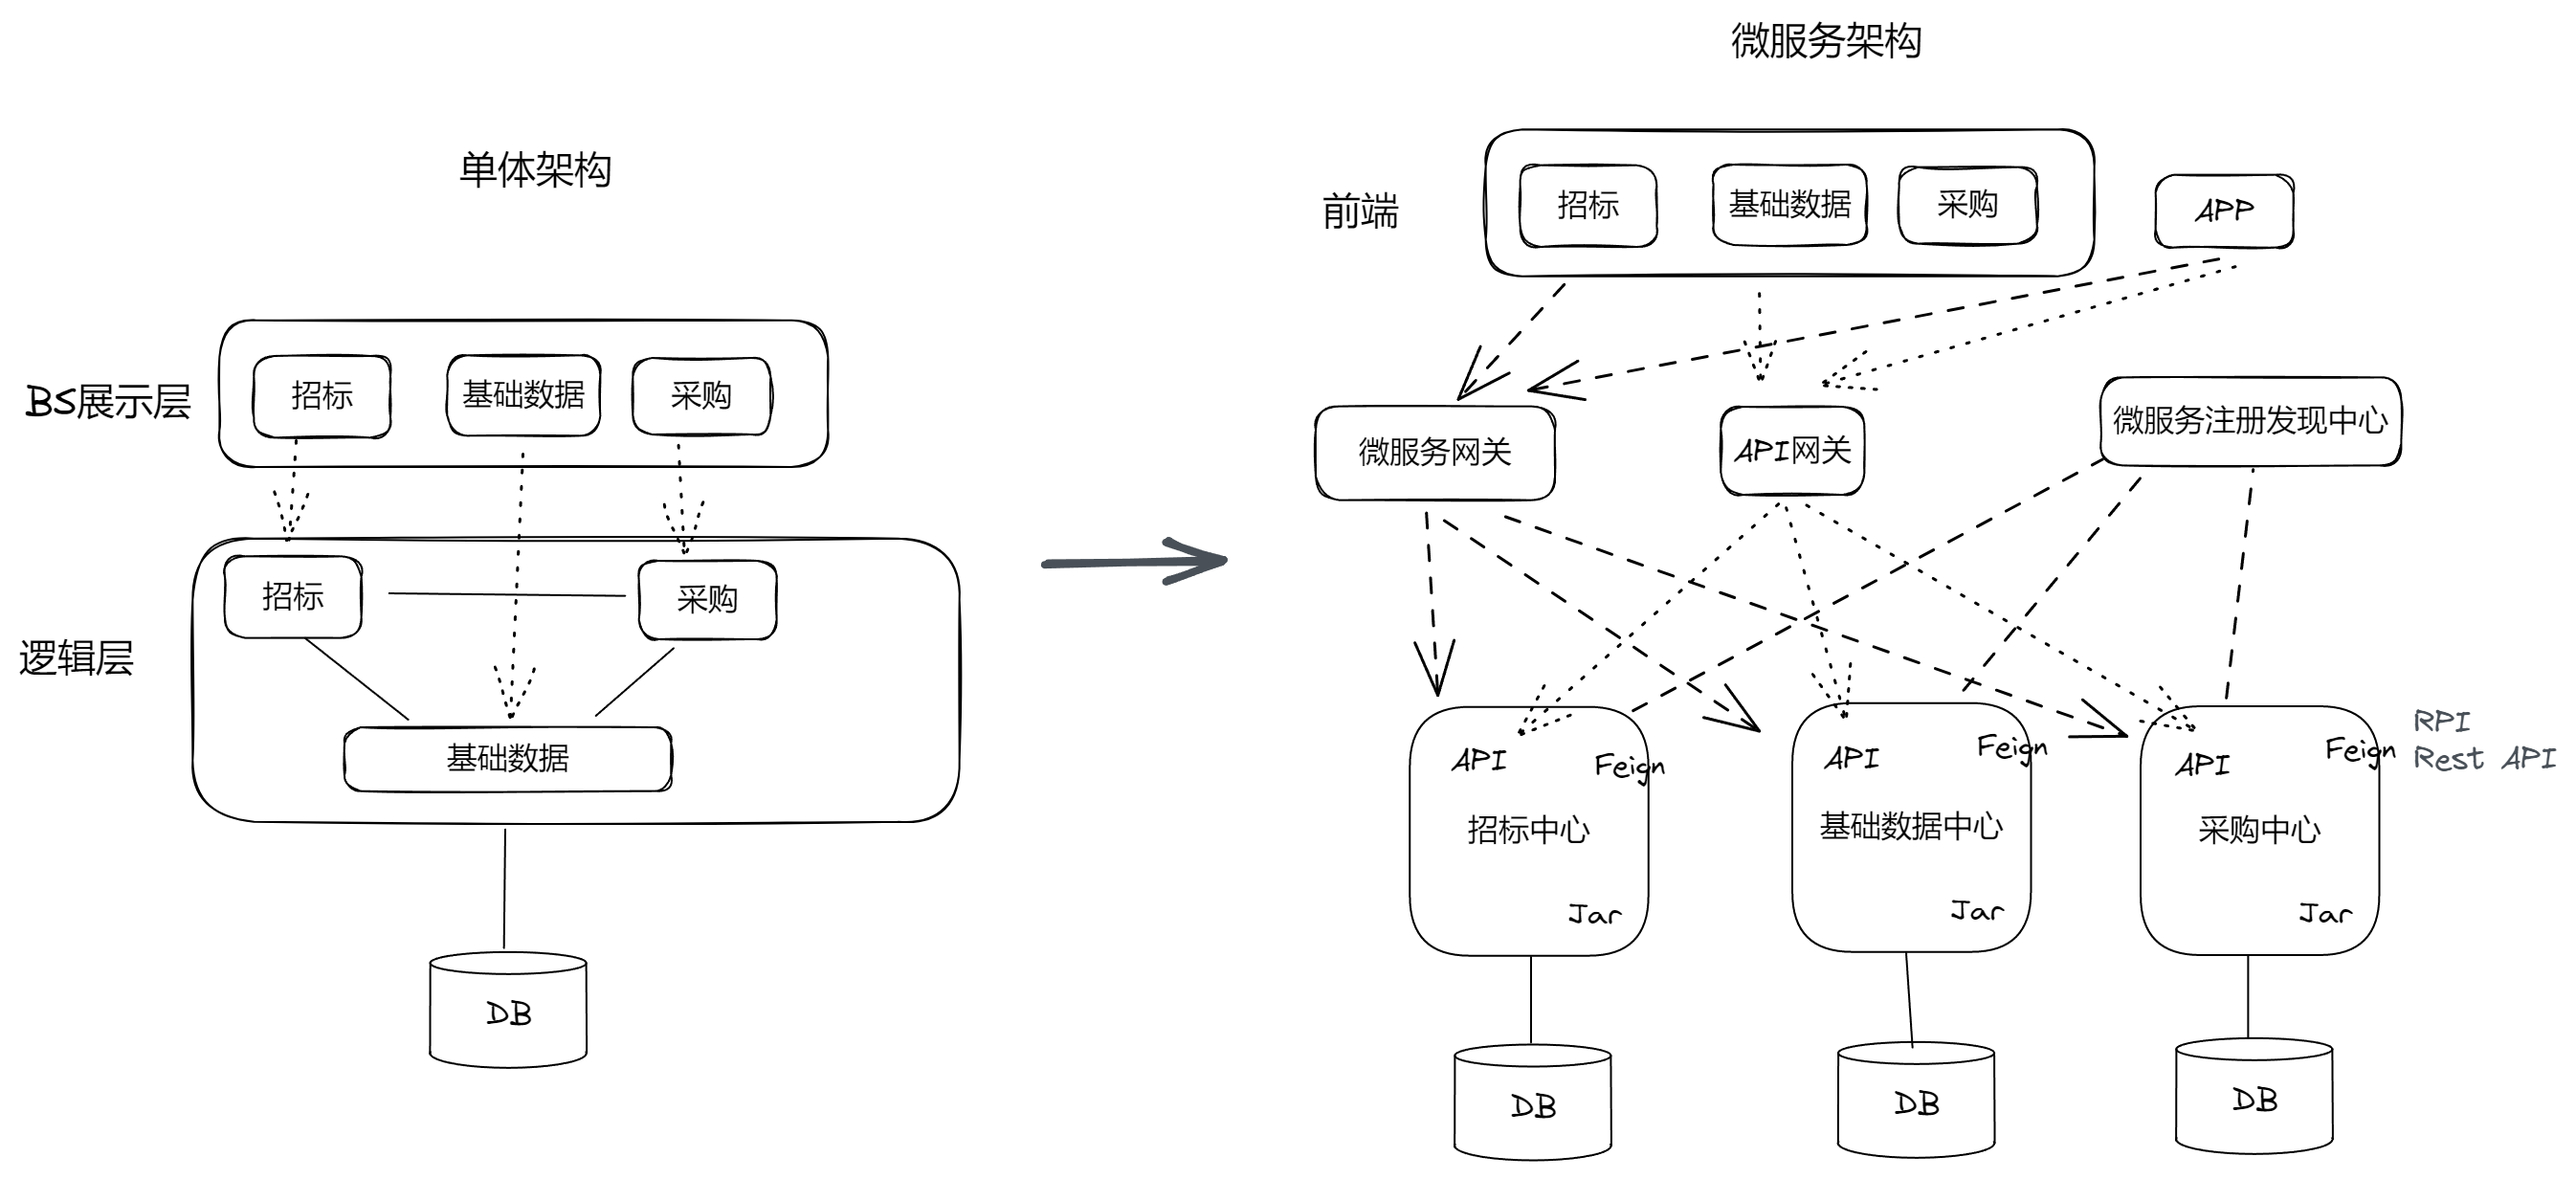 单体架构
BS展示层
招标
基础数据
采购
逻辑层
招标
采购
基础数据
DB
微服务架构
前端
招标
基础数据
采购
APP
微服务网关
API网关
微服务注册发现中心
API
Feign
招标中心
Jar
API
Feign
基础数据中心
Jar
API
Feign
采购中心
Jar
RPI
Rest API
DB
DB
DB